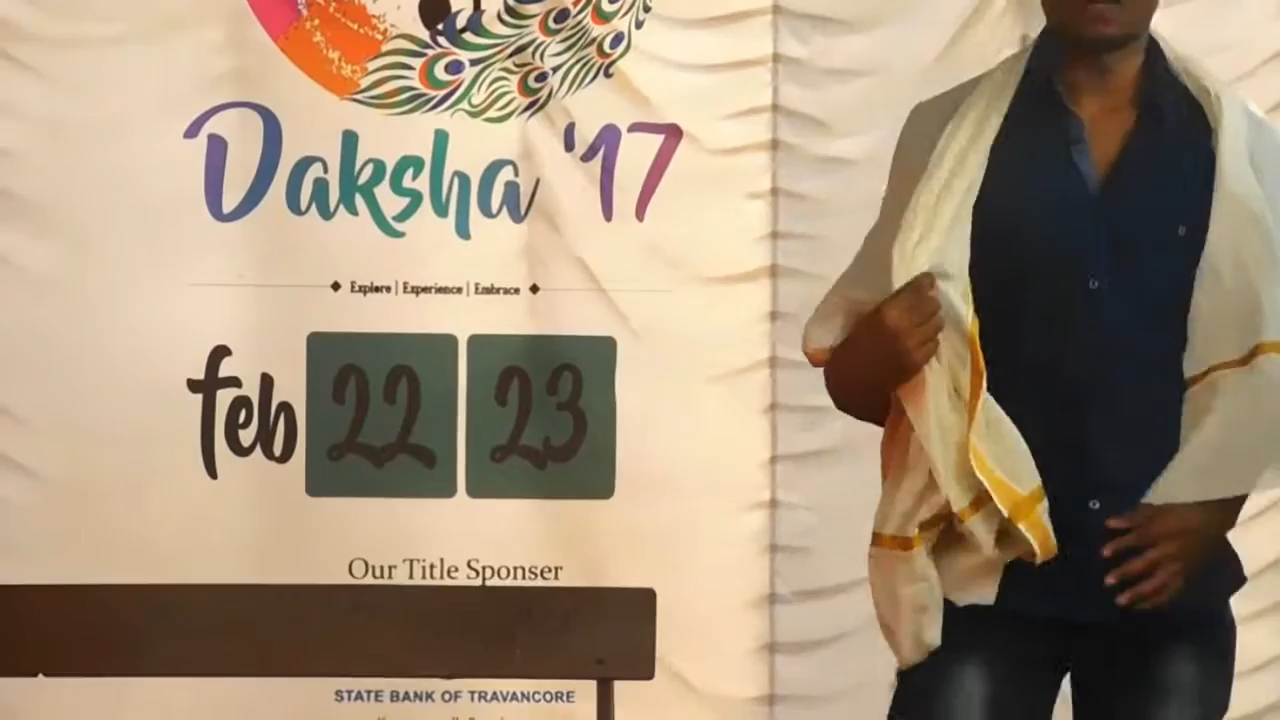 Daksha '17
Explore | Experience | Embrace
feb 22 23
Our Title Sponser
STATE BANK OF TRAVANCORE